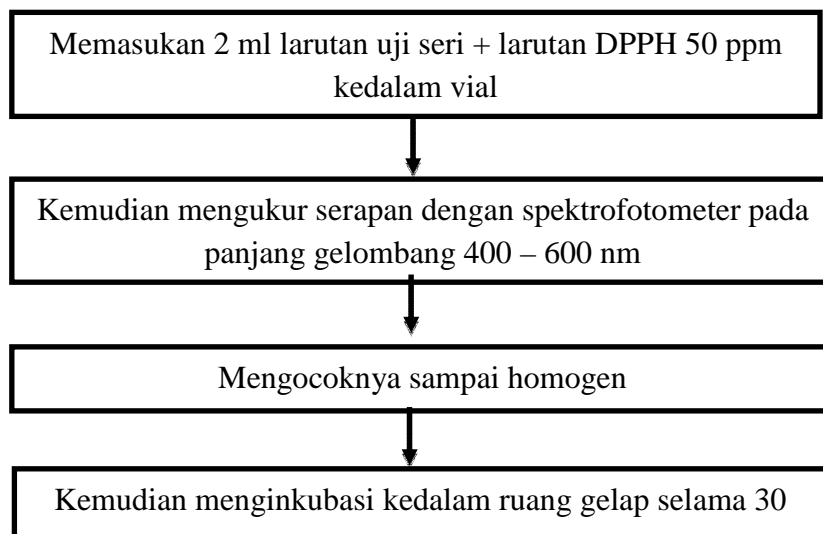 Memasukan 2 ml larutan uji seri + larutan DPPH 50 ppm
kedalam vial
Kemudian mengukur serapan dengan spektrofotometer pada
panjang gelombang 400 – 600 nm
Mengocoknya sampai homogen
Kemudian menginkubasi kedalam ruang gelap selama 30